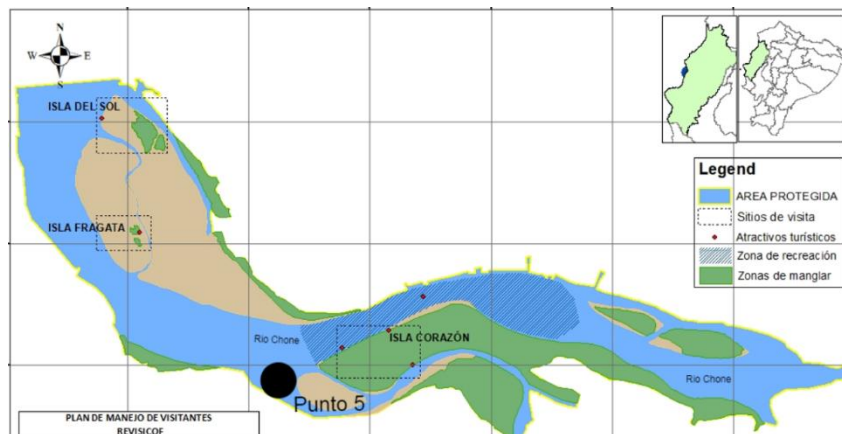 N
W E
S
ISLA DEL SOL
ISLA FRAGATA
Rio Chone
ISLA CORAZÓN
Rio Chone
Punto 5
Legend
AREA PROTEGIDA
Sitios de visita
Atractivos turísticos
Zona de recreación
Zonas de manglar
PLAN DE MANEJO DE VISITANTES
REVISICOF